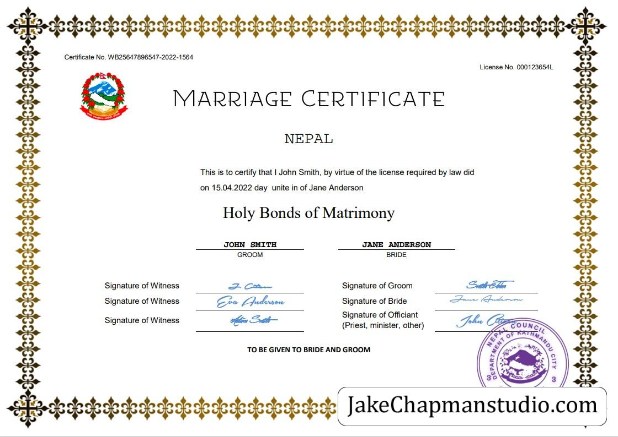 Certificate No. WB25647896547-2022-1564
License No. 000123654L
MARRIAGE CERTIFICATE
NEPAL
This is to certify that I John Smith, by virtue of the license required by law did
on 15.04.2022 day unite in of Jane Anderson
Holy Bonds of Matrimony
JOHN SMITH JANE ANDERSON
GROOM BRIDE
Signature of Witness Signature of Groom
Signature of Witness Eva Anderson Signature of Bride Jane Anderson
Signature of Witness Signature of Officiant John
(Priest, minister, other)
NEPAL COUNCIL
DEPARTMENT OF KATHMANDU CITY
TO BE GIVEN TO BRIDE AND GROOM
JakeChapmanstudio.com